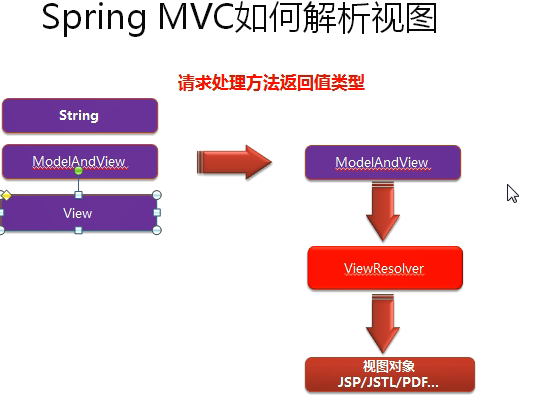 Spring MVC如何解析视图
请求处理方法返回值类型
String
ModelAndView
View
ModelAndView
ViewResolver
视图对象
JSP/JSTL/PDF...